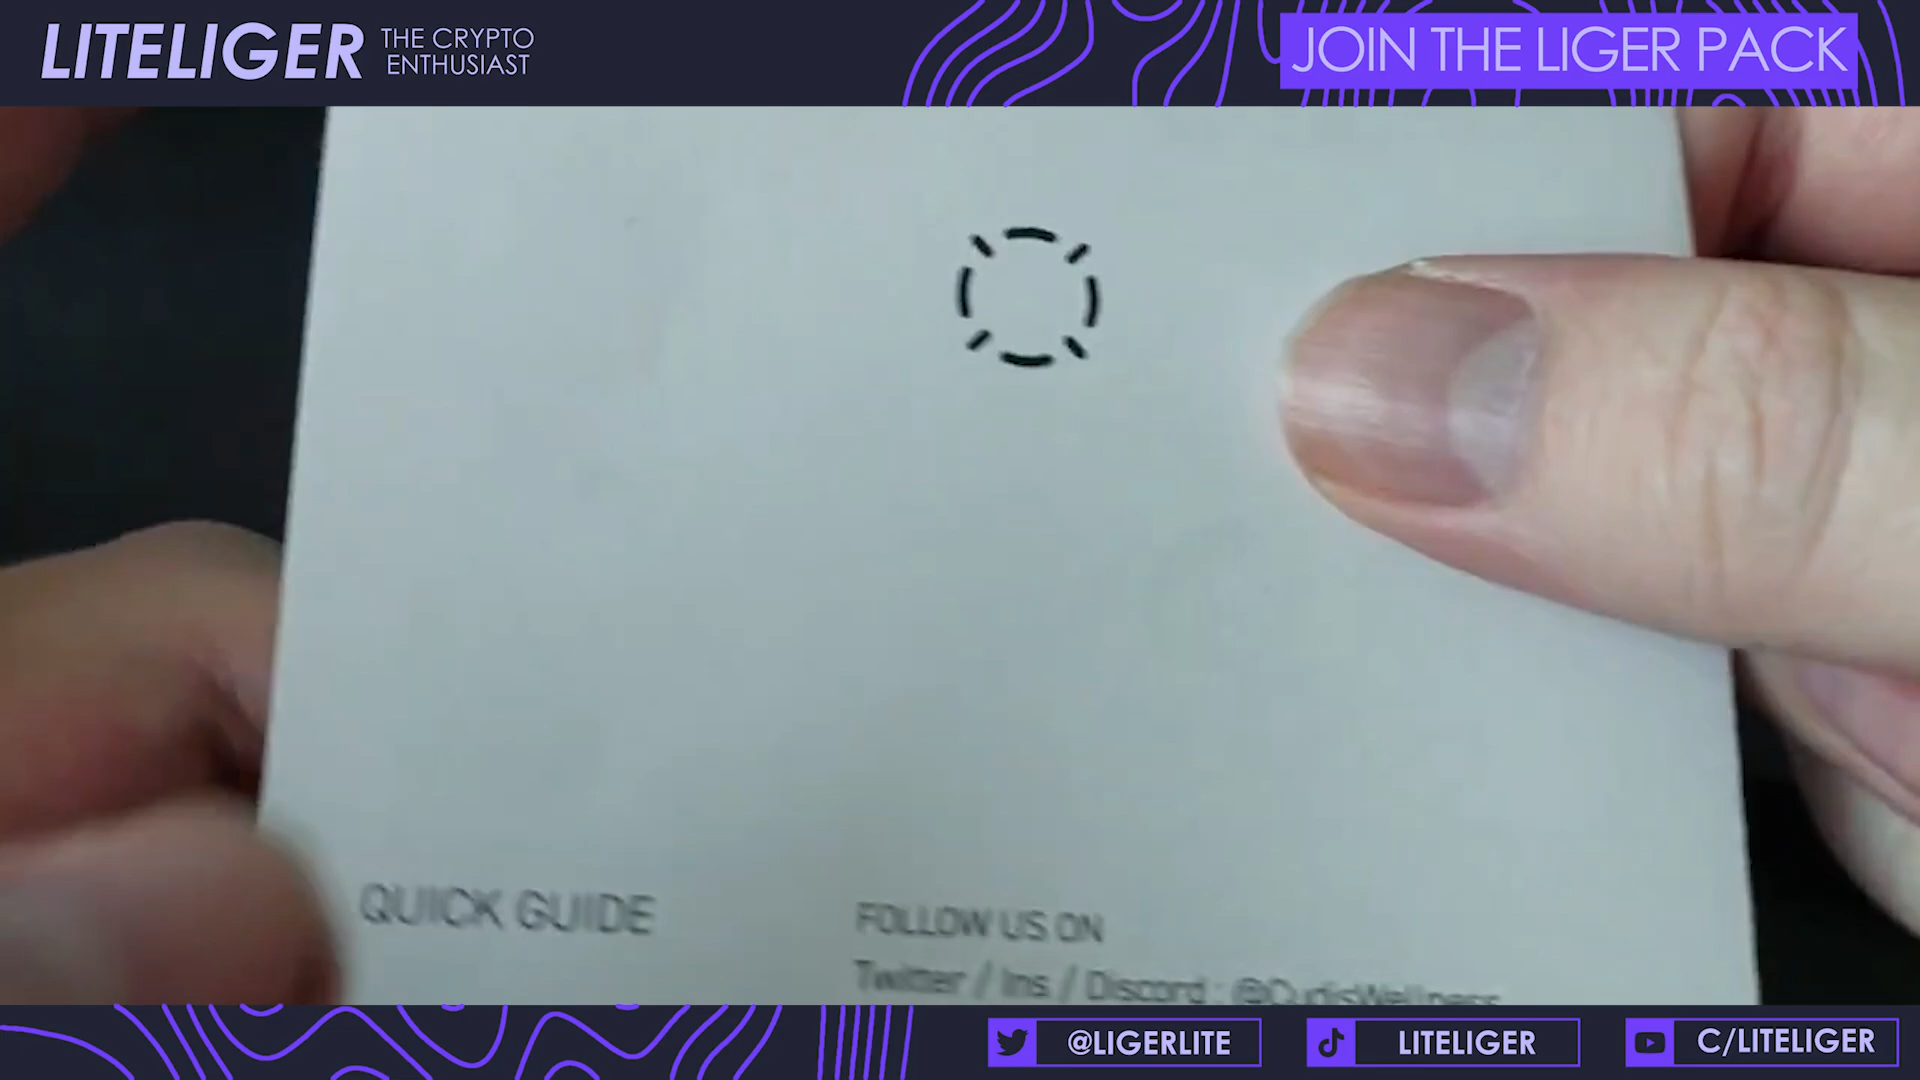 LITELIGER
THE CRYPTO
ENTHUSIAST
JOIN THE LIGER PACK
QUICK GUIDE
FOLLOW US ON
Twitter / Ins / Discord : @CudisWellness
@LIGERLITE
LITELIGER
C/LITELIGER